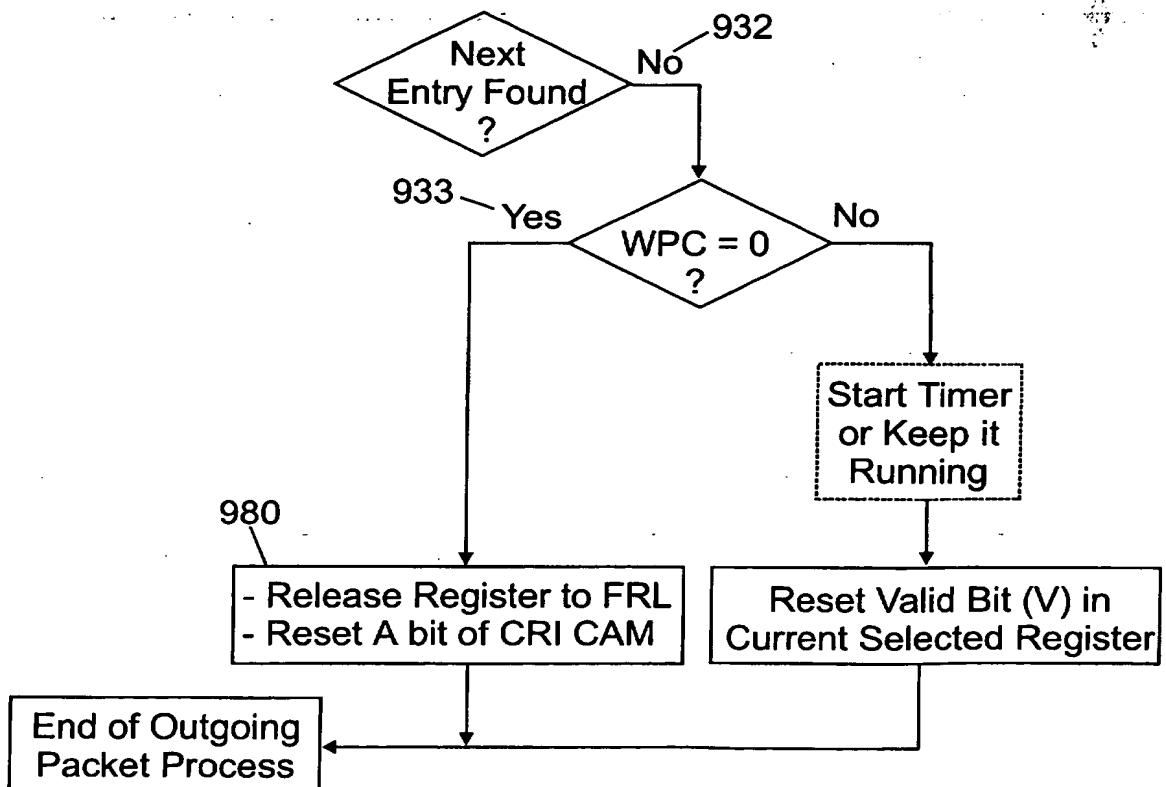 932
Next
Entry Found
?
No
933
Yes
WPC = 0
?
No
Start Timer
or Keep it
Running
980
- Release Register to FRL
- Reset A bit of CRI CAM
Reset Valid Bit (V) in
Current Selected Register
End of Outgoing
Packet Process